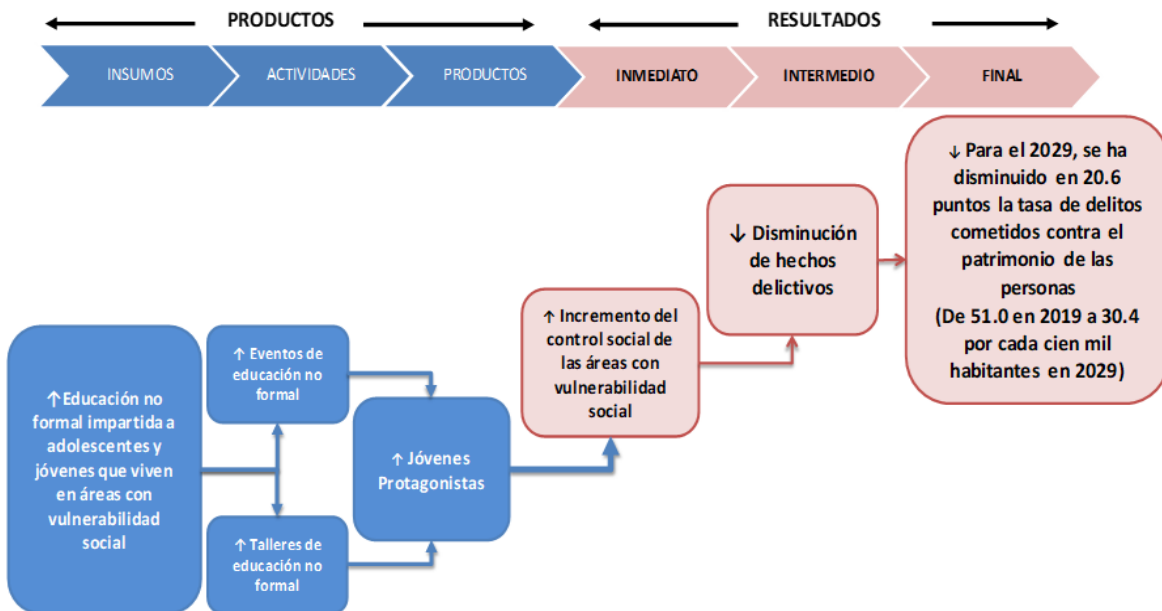 PRODUCTOS
RESULTADOS
INSUMOS
ACTIVIDADES
PRODUCTOS
INMEDIATO
INTERMEDIO
FINAL
↑Educación no
formal impartida a
adolescentes y
jóvenes que viven
en áreas con
vulnerabilidad
social
↑ Eventos de
educación no
formal
↑ Talleres de
educación no
formal
↑ Jóvenes
Protagonistas
↑ Incremento del
control social de
las áreas con
vulnerabilidad
social
↓ Disminución
de hechos
delictivos
↓ Para el 2029, se ha
disminuido en 20.6
puntos la tasa de delitos
cometidos contra el
patrimonio de las
personas
(De 51.0 en 2019 a 30.4
por cada cien mil
habitantes en 2029)